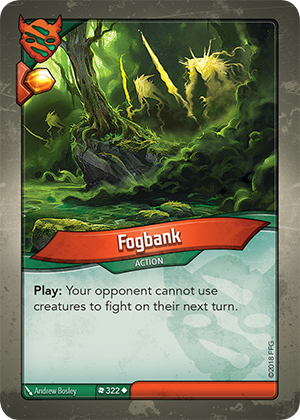 Fogbank
ACTION
Play: Your opponent cannot use
creatures to fight on their next turn.
©2018 FFG
Andrew Bosley
322